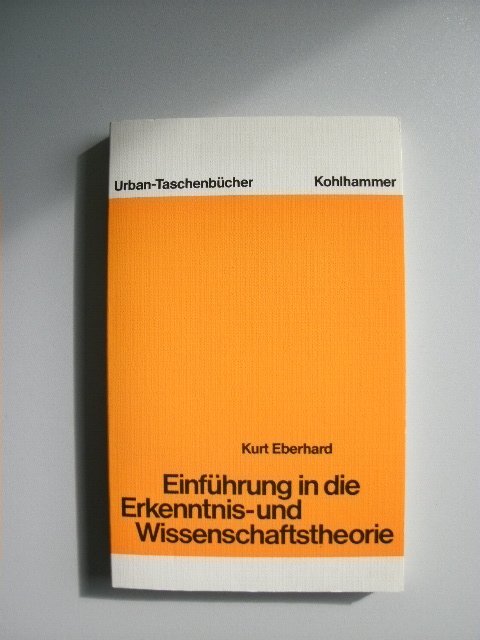 Urban-Taschenbücher Kohlhammer
Kurt Eberhard
Einführung in die
Erkenntnis-und
Wissenschaftstheorie